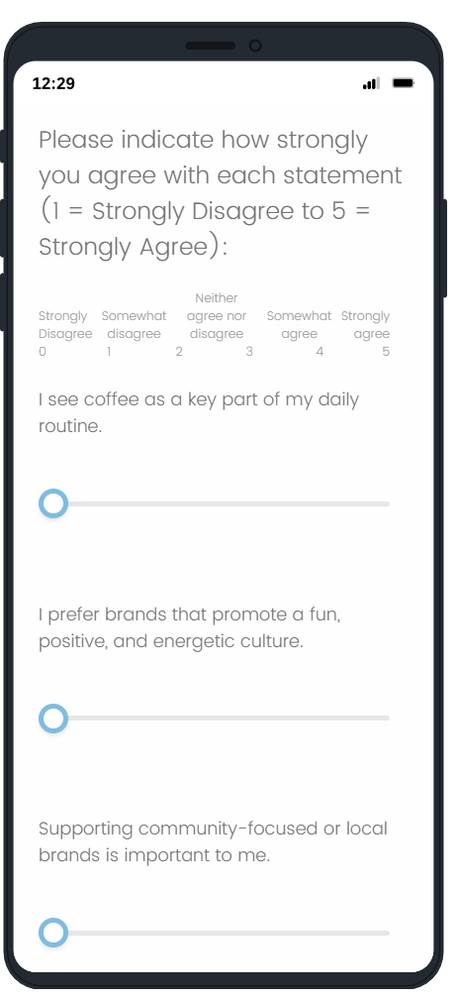 12:29
Please indicate how strongly
you agree with each statement
(1 = Strongly Disagree to 5 =
Strongly Agree):
Neither
Strongly Somewhat agree nor Somewhat Strongly
Disagree disagree disagree agree agree
0 1 2 3 4 5
I see coffee as a key part of my daily
routine.
I prefer brands that promote a fun,
positive, and energetic culture.
Supporting community-focused or local
brands is important to me.